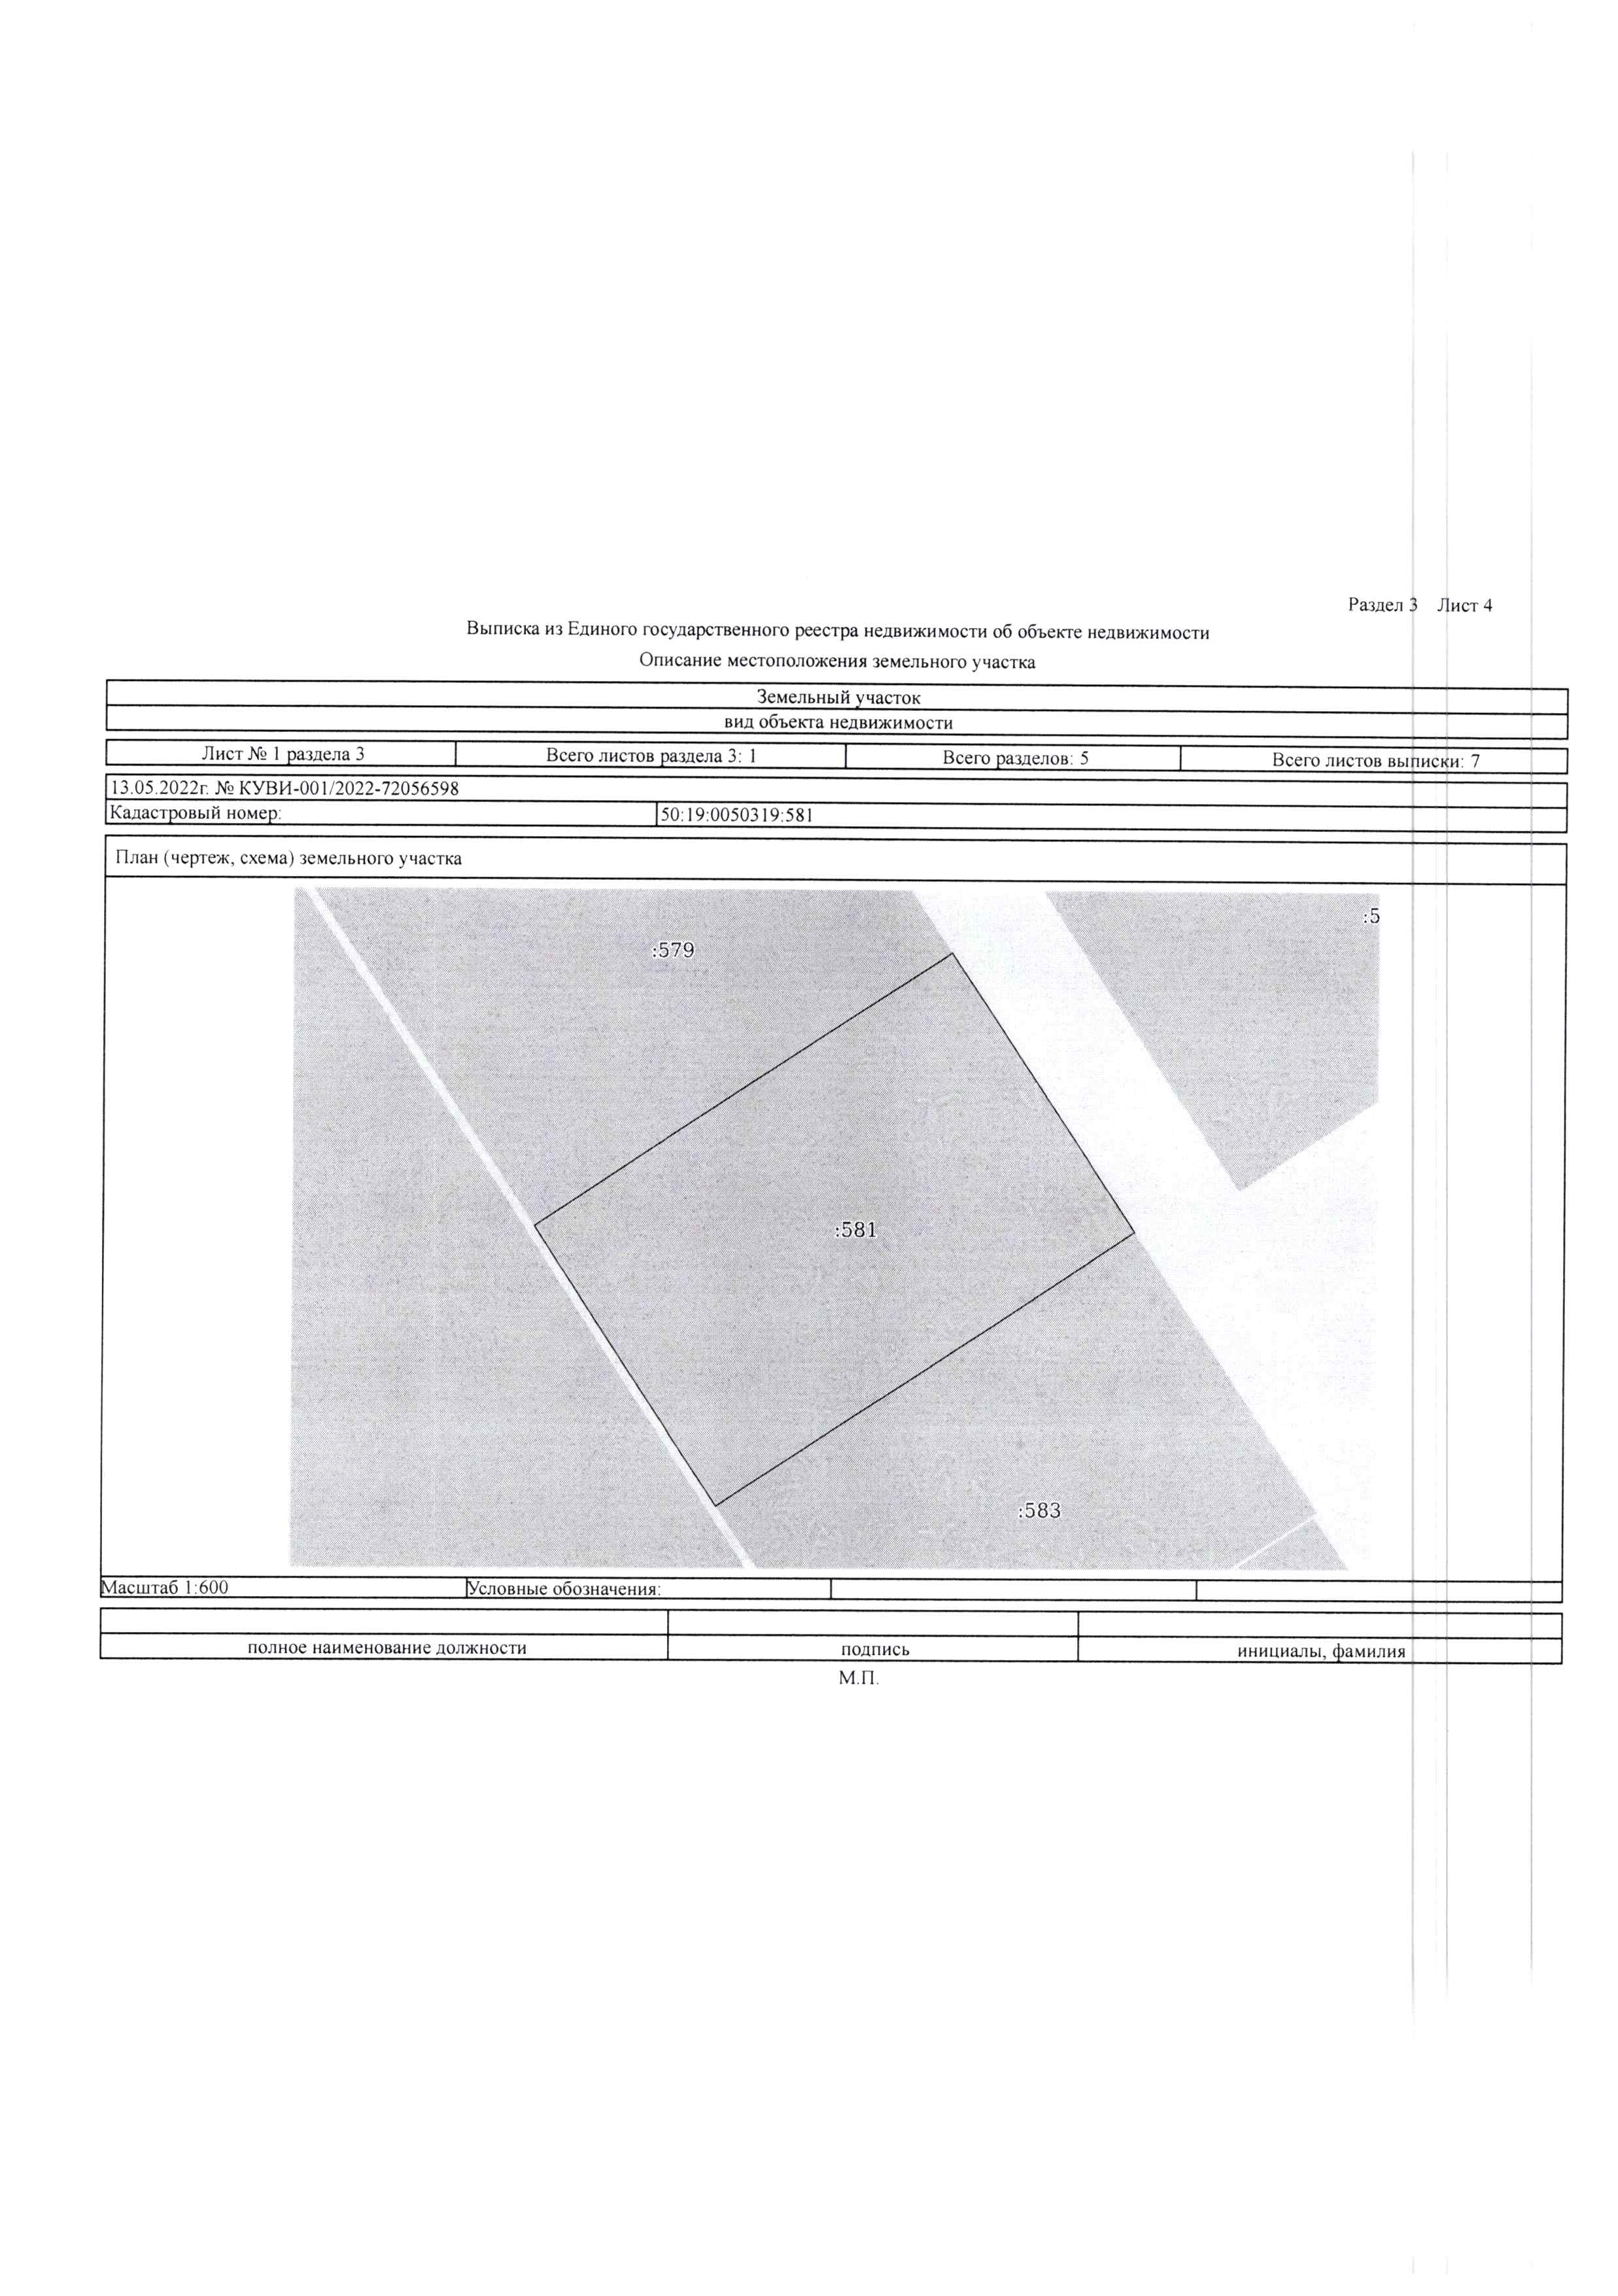 Раздел 3 Лист 4
Выписка из Единого государственного реестра недвижимости об объекте недвижимости
Описание местоположения земельного участка
Земельный участок
вид объекта недвижимости
Лист № 1 раздела 3 Всего листов раздела 3: 1 Всего разделов: 5 Всего листов выписки: 7
13.05.2022г. № КУВИ-001/2022-72056598
Кадастровый номер: 50:19:0050319:581
План (чертеж, схема) земельного участка
:5
:579
:581
:583
Масштаб 1:600 Условные обозначения:
полное наименование должности подпись инициалы, фамилия
М.П.